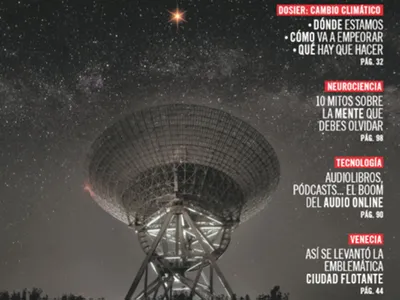 DOSIER: CAMBIO CLIMÁTICO
• DÓNDE ESTAMOS
• CÓMO VA A EMPEORAR
• QUÉ HAY QUE HACER
PÁG. 32
NEUROCIENCIA
10 MITOS SOBRE
LA MENTE QUE
DEBES OLVIDAR
PÁG. 98
TECNOLOGÍA
AUDIOLIBROS,
PÓDCASTS... EL BOOM
DEL AUDIO ONLINE
PÁG. 90
VENECIA
ASÍ SE LEVANTÓ LA
EMBLEMÁTICA
CIUDAD FLOTANTE
PÁG. 44